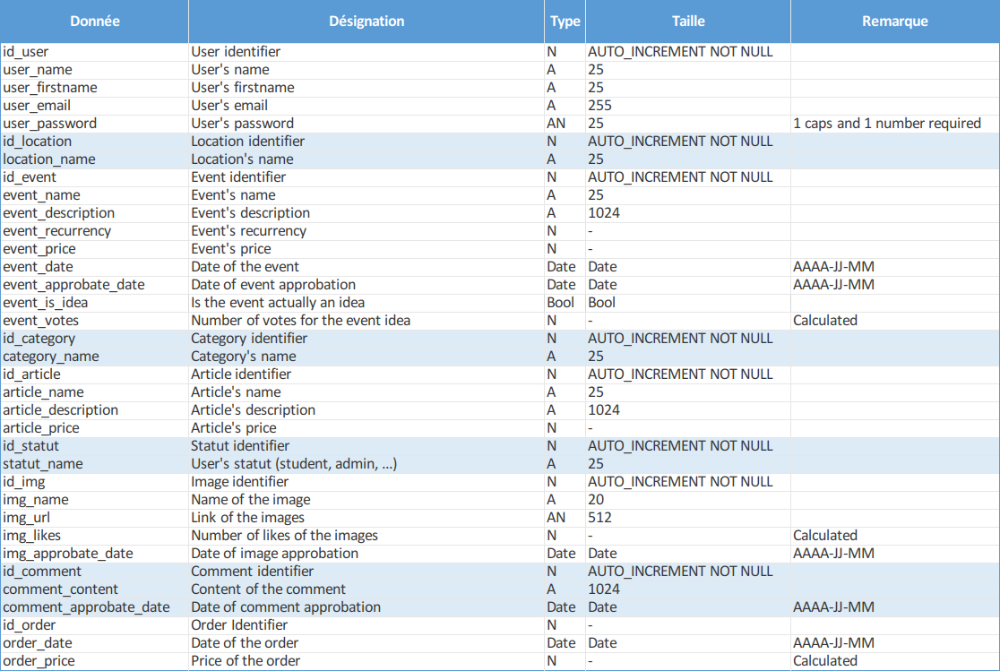 Donnée Désignation Type Taille Remarque
id_user User identifier N AUTO_INCREMENT NOT NULL
user_name User's name A 25
user_firstname User's firstname A 25
user_email User's email A 255
user_password User's password AN 25 1 caps and 1 number required
id_location Location identifier N AUTO_INCREMENT NOT NULL
location_name Location's name A 25
id_event Event identifier N AUTO_INCREMENT NOT NULL
event_name Event's name A 25
event_description Event's description A 1024
event_recurrency Event's recurrency N -
event_price Event's price N -
event_date Date of the event Date Date AAAA-JJ-MM
event_approbate_date Date of event approbation Date Date AAAA-JJ-MM
event_is_idea Is the event actually an idea Bool Bool
event_votes Number of votes for the event idea N - Calculated
id_category Category identifier N AUTO_INCREMENT NOT NULL
category_name Category's name A 25
id_article Article identifier N AUTO_INCREMENT NOT NULL
article_name Article's name A 25
article_description Article's description A 1024
article_price Article's price N -
id_statut Statut identifier N AUTO_INCREMENT NOT NULL
statut_name User's statut (student, admin, ...) A 25
id_img Image identifier N AUTO_INCREMENT NOT NULL
img_name Name of the image A 20
img_url Link of the images AN 512
img_likes Number of likes of the images N - Calculated
img_approbate_date Date of image approbation Date Date AAAA-JJ-MM
id_comment Comment identifier N AUTO_INCREMENT NOT NULL
comment_content Content of the comment A 1024
comment_approbate_date Date of comment approbation Date Date AAAA-JJ-MM
id_order Order Identifier N -
order_date Date of the order Date Date AAAA-JJ-MM
order_price Price of the order N - Calculated